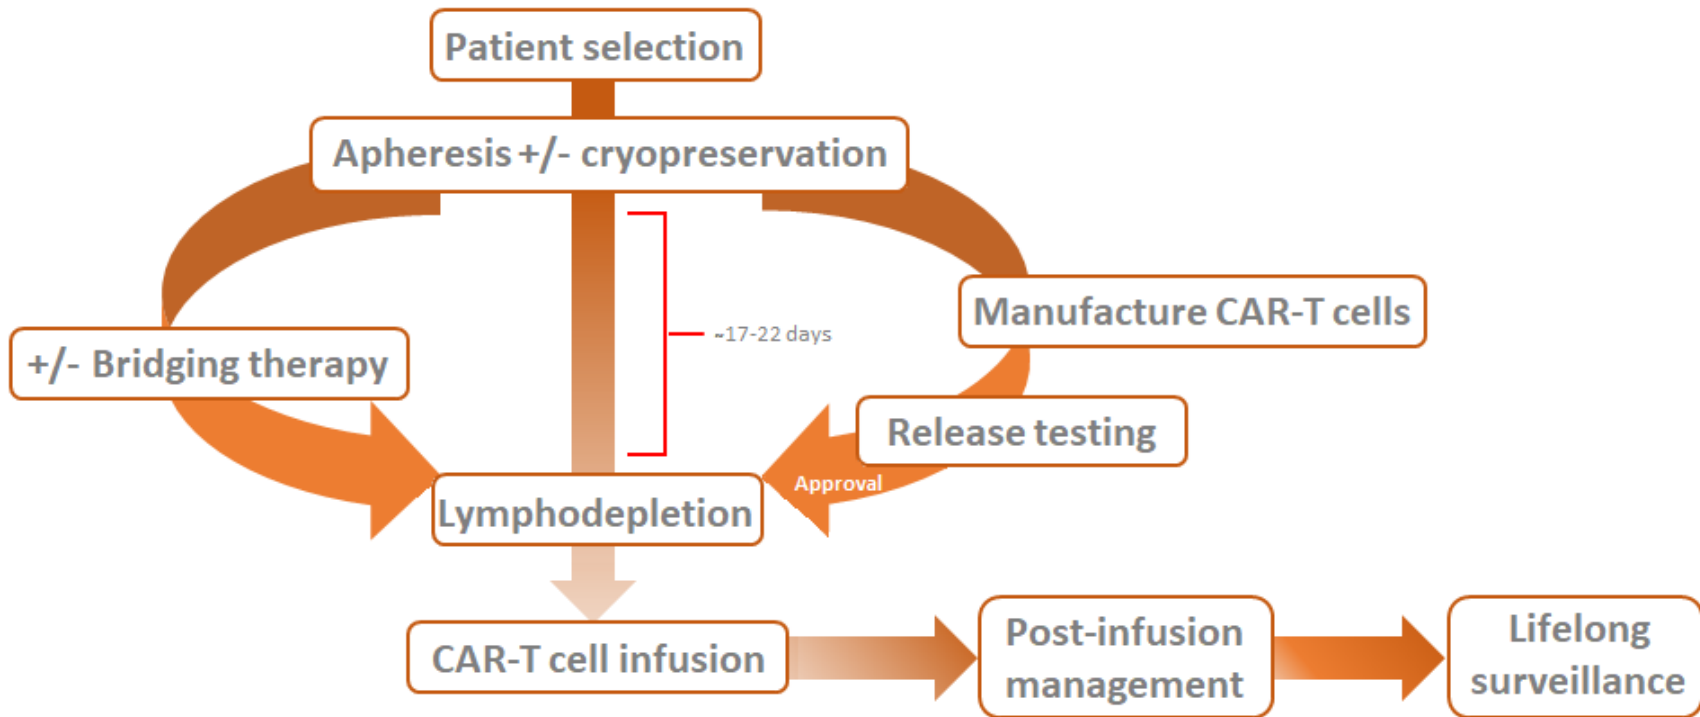 Patient selection
Apheresis +/- cryopreservation
Manufacture CAR-T cells
~17-22 days
+/- Bridging therapy
Release testing
Approval
Lymphodepletion
CAR-T cell infusion
Post-infusion
management
Lifelong
surveillance